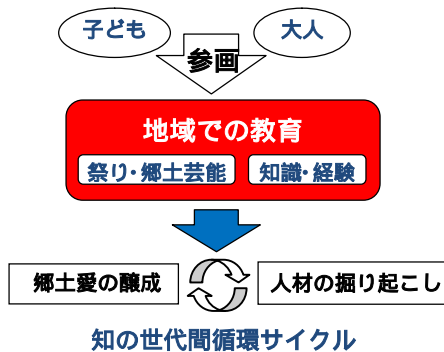 子ども
大人
参画
地域での教育
祭り・郷土芸能
知識・経験
郷土愛の醸成
人材の掘り起こし
知の世代間循環サイクル